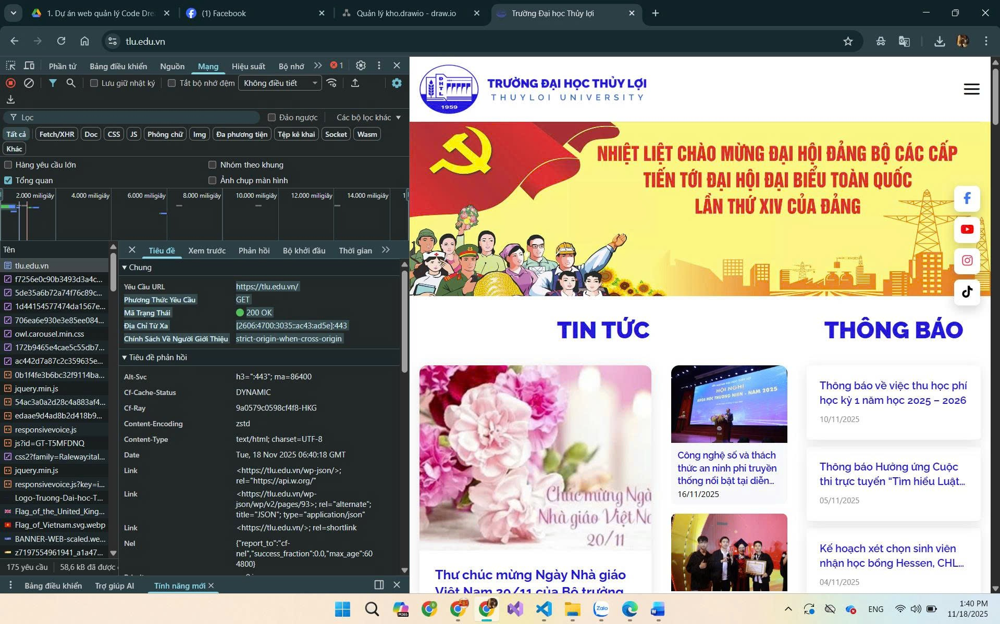 1. Dự án web quản lý Code Dre
(1) Facebook
Quản lý kho.drawio - draw.io
Trường Đại học Thủy lợi
tlu.edu.vn
Phần tử
Bảng điều khiển
Nguồn
Mạng
Hiệu suất
Bộ nhớ
1
Lưu giữ nhật ký
Tắt bộ nhớ đệm
Không điều tiết
Lọc
Đảo ngược
Các bộ lọc khác
Tất cả
Fetch/XHR
Doc
CSS
JS
Phông chữ
Img
Đa phương tiện
Tệp kê khai
Socket
Wasm
Khác
Hàng yêu cầu lớn
Nhóm theo khung
Tổng quan
Ảnh chụp màn hình
2.000 miligiây
4.000 miligiây
6.000 miligiây
8.000 miligiây
10.000 miligiây
12.000 miligiây
14.000 miligiây
1
Tên
tlu.edu.vn
f7256e0c90b3493d3a4c...
5de35a6b72a74f76c89c...
1d44154577474da1567e...
706ea6e930e3e85ee084...
owl.carousel.min.css
172b9465e4cae5c55db7...
ac442d7a87c2c359635e...
0b1f4fe3b6bc32f9114ba...
jquery.min.js
54ac3a0a2d28c4a883af4...
edaae9d4ad8b2d418b9...
responsivevoice.js
js?id=GT-T5MFDNQ
css2?family=Raleway:ital...
jquery.min.js
responsivevoice.js?key=i...
Logo-Truong-Dai-hoc-T...
Flag_of_the_United_King...
Flag_of_Vietnam.svg.webp
BANNER-WEB-scaled.we...
z7197554961941_a1a47...
175 yêu cầu
58,6 kB đã được
Tiêu đề
Xem trước
Phản hồi
Bộ khởi đầu
Thời gian
Chung
Yêu Cầu URL
https://tlu.edu.vn/
Phương Thức Yêu Cầu
GET
Mã Trạng Thái
200 OK
Địa Chỉ Từ Xa
[2606:4700:3035::ac43:ad5e]:443
Chính Sách Về Người Giới Thiệu
strict-origin-when-cross-origin
Tiêu đề phản hồi
Alt-Svc
h3=":443"; ma=86400
Cf-Cache-Status
DYNAMIC
Cf-Ray
9a0579c0598cf4f8-HKG
Content-Encoding
zstd
Content-Type
text/html; charset=UTF-8
Date
Tue, 18 Nov 2025 06:40:18 GMT
Link
<https://tlu.edu.vn/wp-json/>;
rel="https://api.w.org/"
Link
<https://tlu.edu.vn/wp-
json/wp/v2/pages/93>; rel="alternate";
title="JSON"; type="application/json"
Link
<https://tlu.edu.vn/>; rel=shortlink
Nel
{"report_to":"cf-
nel","success_fraction":0.0,"max_age":60
4800}
Bảng điều khiển
Trợ giúp AI
Tính năng mới
ĐHTL
1959
TRƯỜNG ĐẠI HỌC THỦY LỢI
THUYLOI UNIVERSITY
NHIỆT LIỆT CHÀO MỪNG ĐẠI HỘI ĐẢNG BỘ CÁC CẤP
TIẾN TỚI ĐẠI HỘI ĐẠI BIỂU TOÀN QUỐC
LẦN THỨ XIV CỦA ĐẢNG
TIN TỨC
THÔNG BÁO
Chúc mừng Ngà
Nhà giáo Việt Na
20/11
Thư chúc mừng Ngày Nhà giáo
Việt Nam 20/11 của Bộ trưởng
HỘI NGHỊ
KHOA HỌC THƯỜNG NIÊN - NĂM 2025
Công nghệ số và thách
thức an ninh phi truyền
thống nổi bật tại diễn...
16/11/2025
Thông báo về việc thu học phí
học kỳ 1 năm học 2025 – 2026
10/11/2025
Thông báo Hưởng ứng Cuộc
thi trực tuyến “Tìm hiểu Luật...
05/11/2025
Kế hoạch xét chọn sinh viên
nhận học bổng Hessen, CHL...
04/11/2025
M365
Zalo
ENG
1:40 PM
11/18/2025